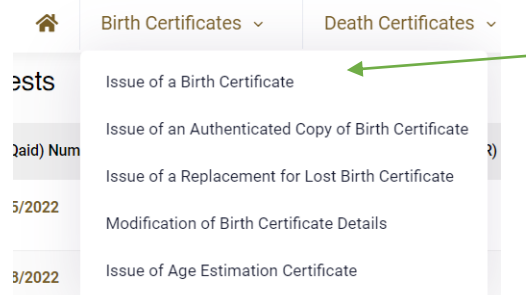 Birth Certificates
Death Certificates
ests
Issue of a Birth Certificate
Issue of an Authenticated Copy of Birth Certificate
Qaid) Num
R)
Issue of a Replacement for Lost Birth Certificate
5/2022
Modification of Birth Certificate Details
8/2022
Issue of Age Estimation Certificate